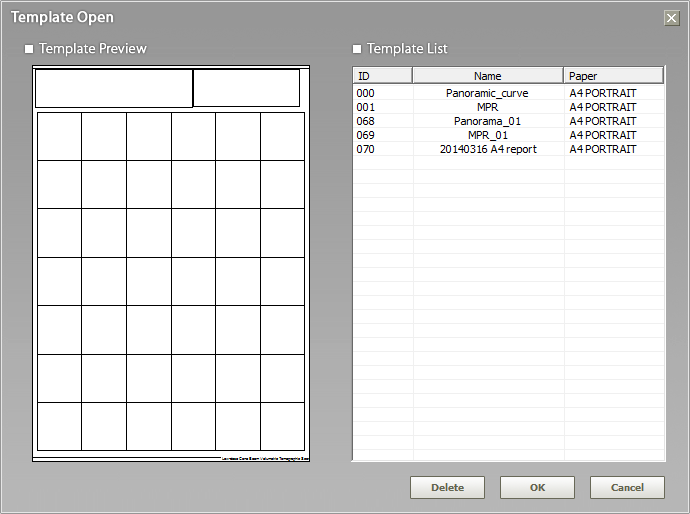 Template Open
Template Preview
Template List
ID Name Paper
000 Panoramic_curve A4 PORTRAIT
001 MPR A4 PORTRAIT
068 Panorama_01 A4 PORTRAIT
069 MPR_01 A4 PORTRAIT
070 20140316 A4 report A4 PORTRAIT
Delete OK Cancel